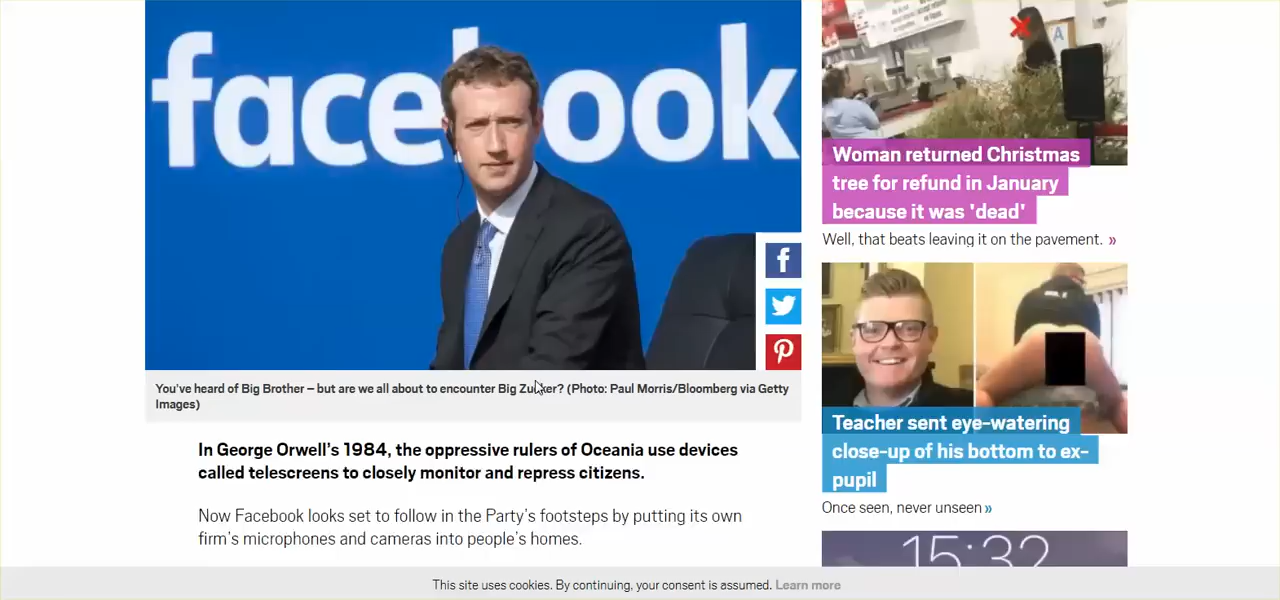 facebook
You've heard of Big Brother – but are we all about to encounter Big Zucker? (Photo: Paul Morris/Bloomberg via Getty
Images)
In George Orwell's 1984, the oppressive rulers of Oceania use devices
called telescreens to closely monitor and repress citizens.
Now Facebook looks set to follow in the Party's footsteps by putting its own
firm's microphones and cameras into people's homes.
A
Woman returned Christmas
tree for refund in January
because it was 'dead'
Well, that beats leaving it on the pavement. »
Teacher sent eye-watering
close-up of his bottom to ex-
pupil
Once seen, never unseen »
15:32
This site uses cookies. By continuing, your consent is assumed. Learn more